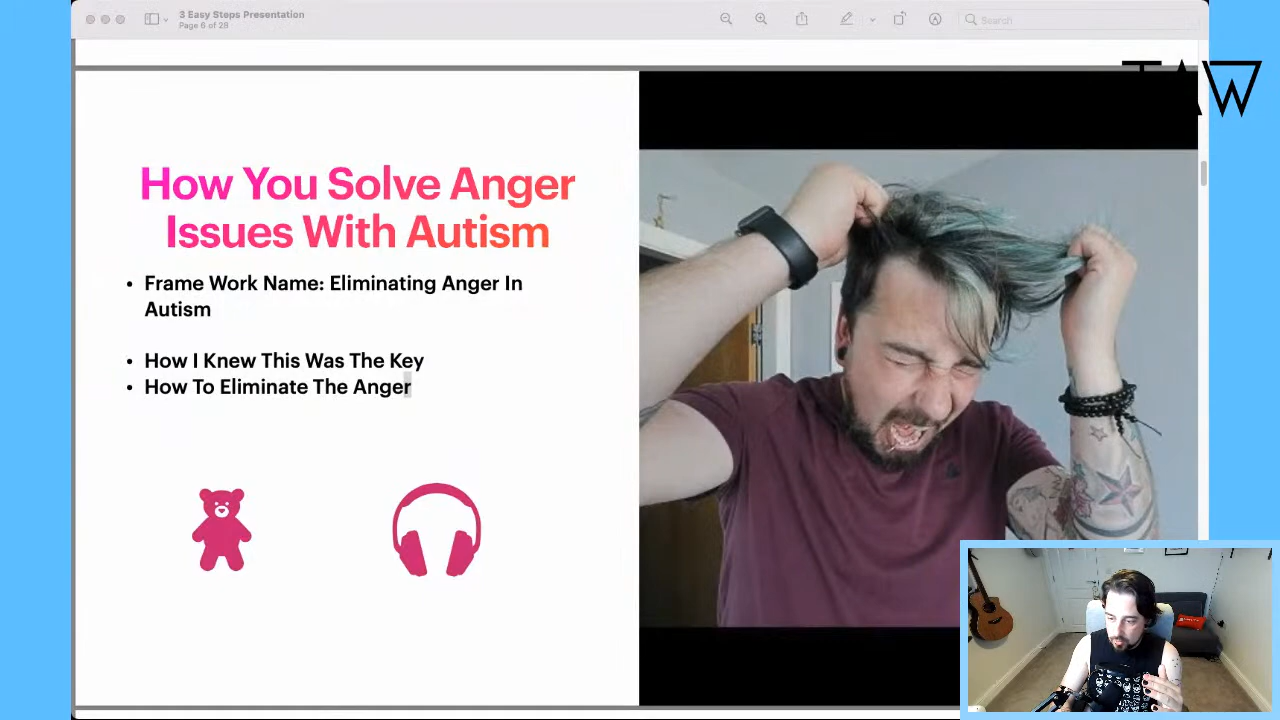 3 Easy Steps Presentation
Page 6 of 28
Search
TAW
How You Solve Anger
Issues With Autism
• Frame Work Name: Eliminating Anger In
Autism
• How I Knew This Was The Key
• How To Eliminate The Anger